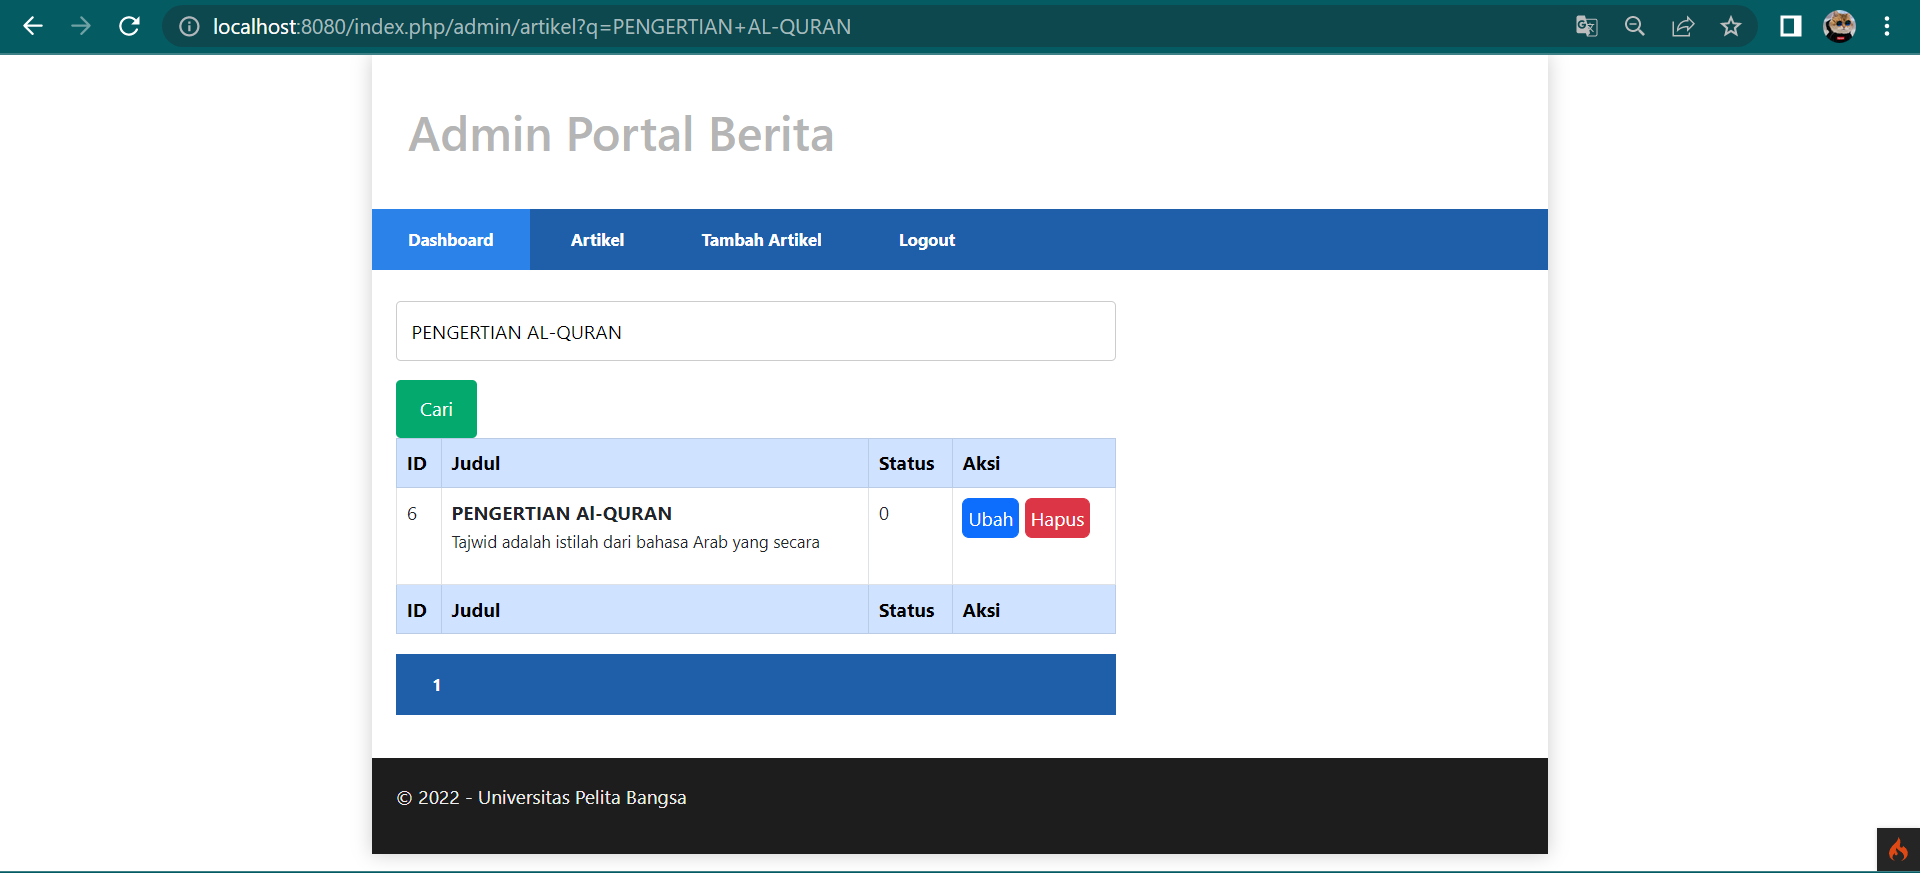 localhost:8080/index.php/admin/artikel?q=PENGERTIAN+AL-QURAN
Admin Portal Berita
Dashboard Artikel Tambah Artikel Logout
PENGERTIAN AL-QURAN
Cari
ID Judul Status Aksi
6 PENGERTIAN Al-QURAN 0 Ubah Hapus
Tajwid adalah istilah dari bahasa Arab yang secara
ID Judul Status Aksi
1
© 2022 - Universitas Pelita Bangsa